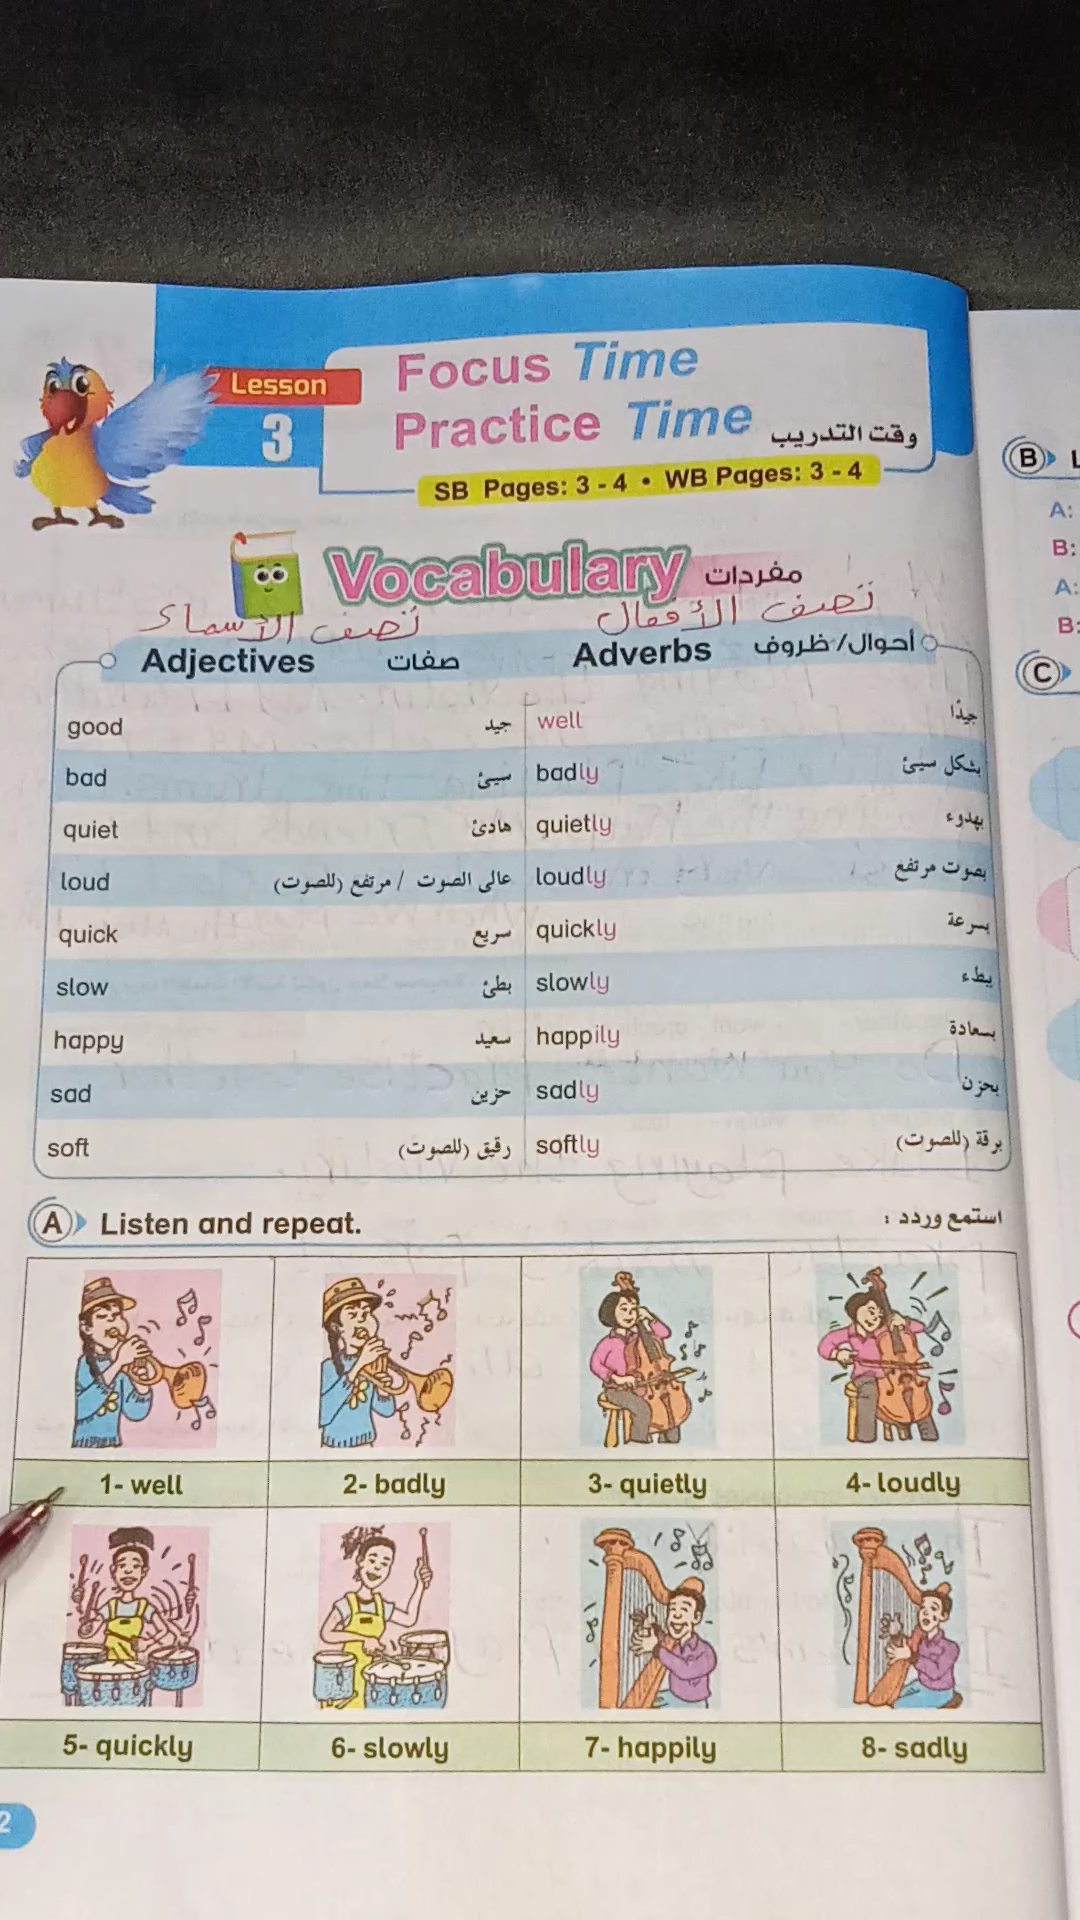 Lesson
3
Focus Time
Practice Time وقت التدريب
SB Pages: 3 - 4 • WB Pages: 3 - 4
Vocabulary مفردات
تصف الأسماء تصف الأفعال
Adjectives صفات Adverbs أحوال/ظروف
good جيد well جيدًا
bad سيئ badly بشكل سيئ
quiet هادئ quietly بهدوء
loud عالى الصوت / مرتفع (للصوت) loudly بصوت مرتفع
quick سريع quickly بسرعة
slow بطئ slowly ببطء
happy سعيد happily بسعادة
sad حزين sadly بحزن
soft رقيق (للصوت) softly برقة (للصوت)
A Listen and repeat. استمع وردد :
1- well 2- badly 3- quietly 4- loudly
5- quickly 6- slowly 7- happily 8- sadly
2
B L
A:
B:
A:
B:
C